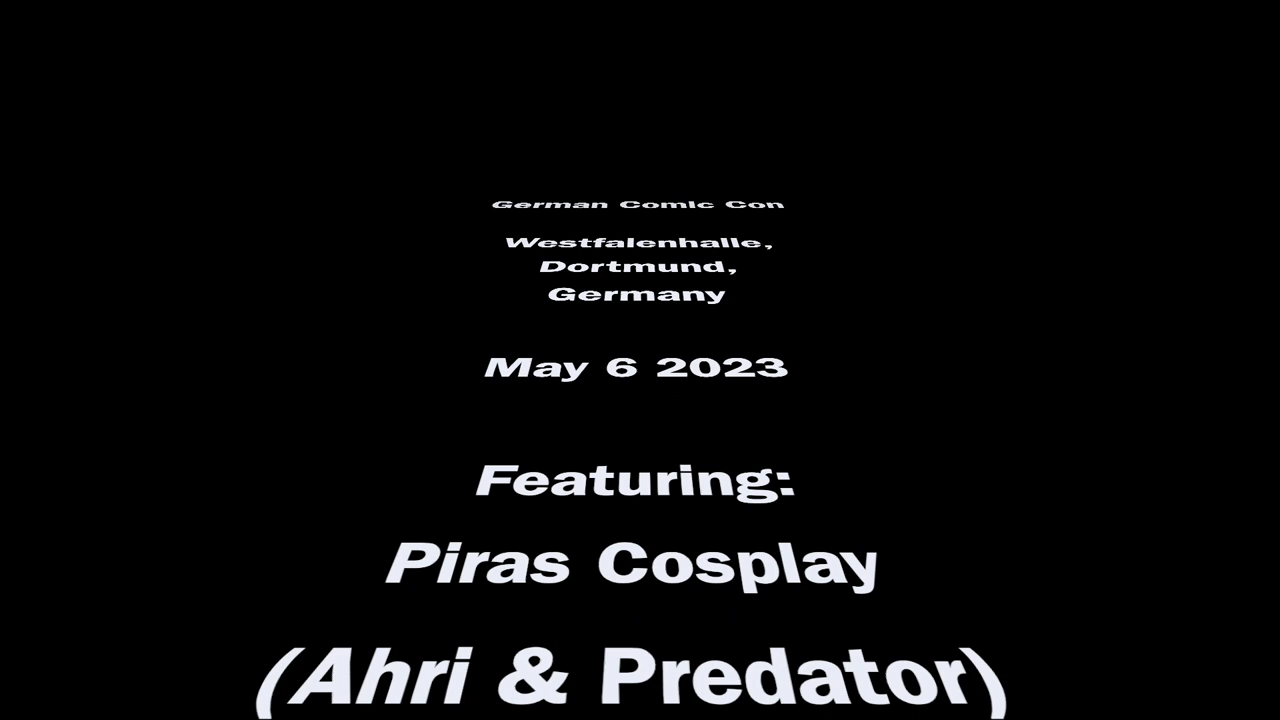 German Comic Con
Westfalenhalle,
Dortmund,
Germany
May 6 2023
Featuring:
Piras Cosplay
(Ahri & Predator)